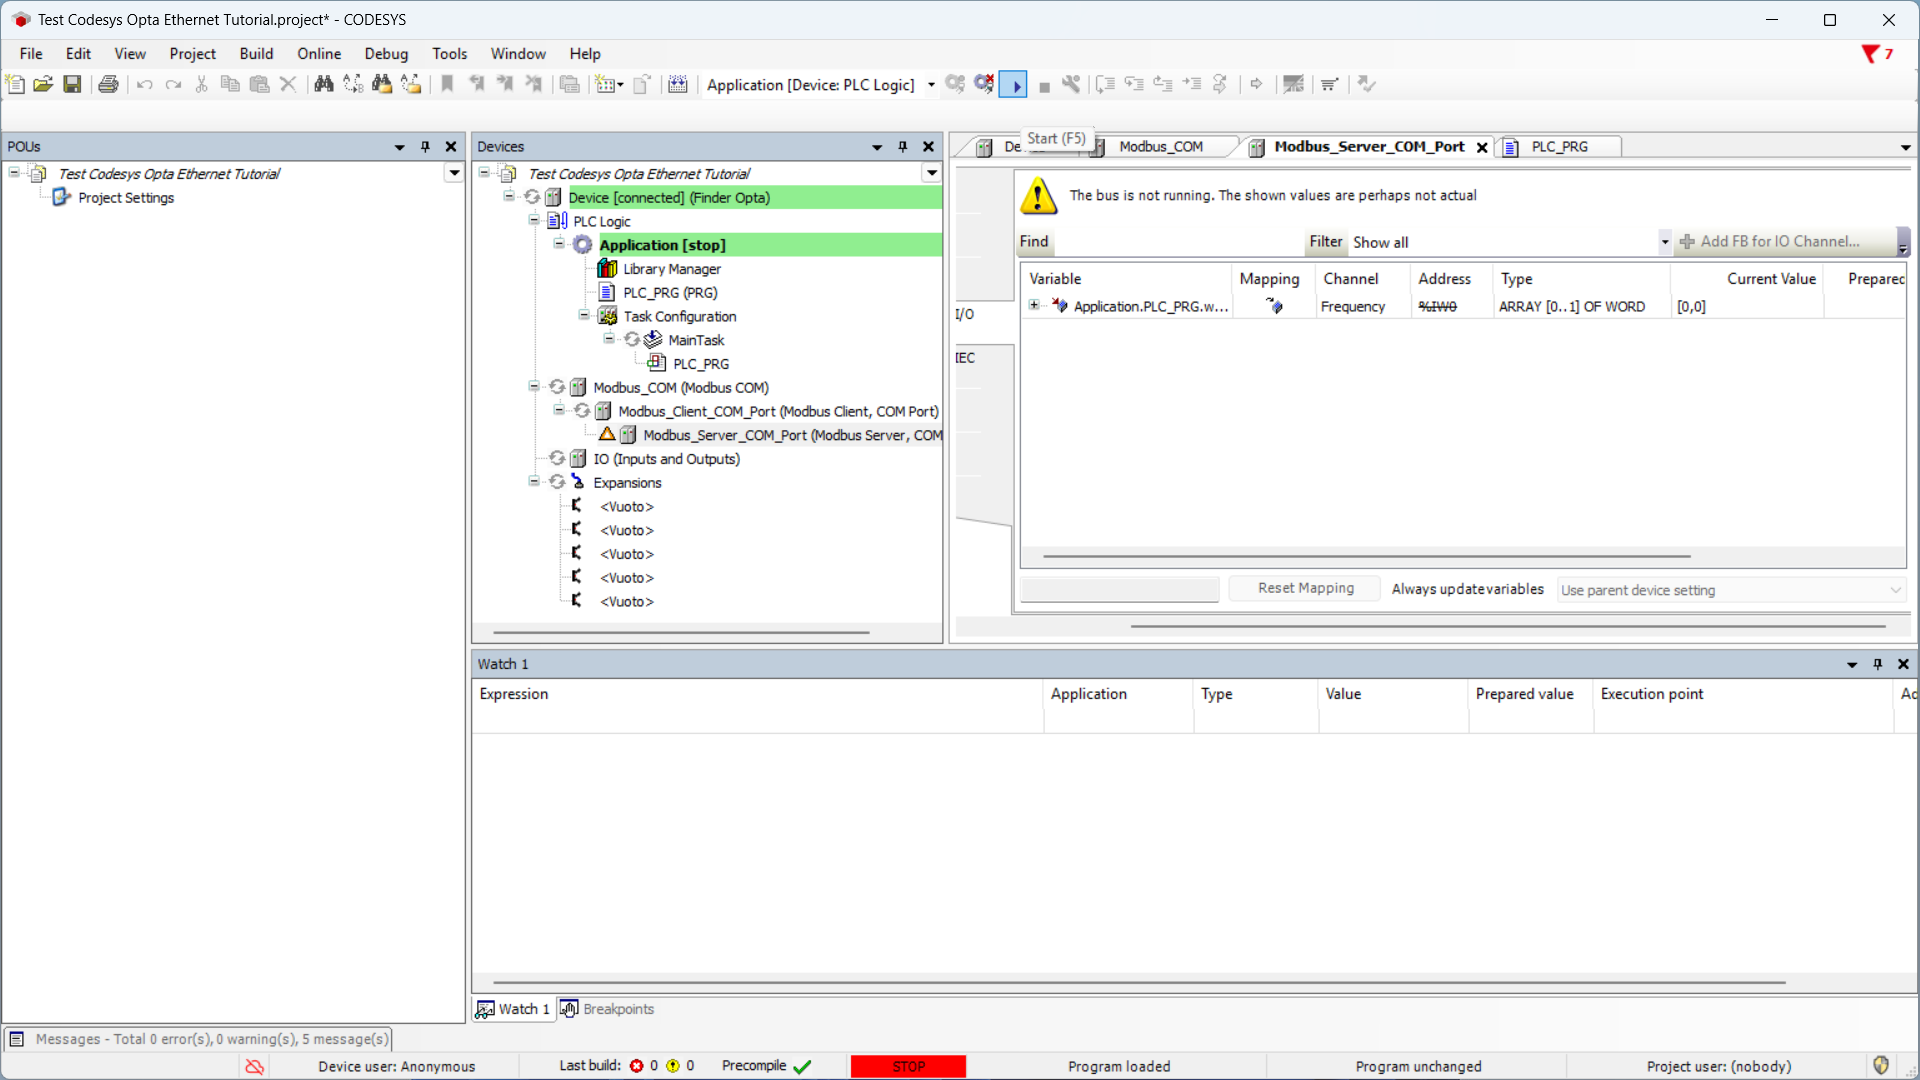 Test Codesys Opta Ethernet Tutorial.project* - CODESYS
File Edit View Project Build Online Debug Tools Window Help
7
Application [Device: PLC Logic]
Start (F5)
POUs
Test Codesys Opta Ethernet Tutorial
Project Settings
Devices
Test Codesys Opta Ethernet Tutorial
Device [connected] (Finder Opta)
PLC Logic
Application [stop]
Library Manager
PLC_PRG (PRG)
Task Configuration
MainTask
PLC_PRG
Modbus_COM (Modbus COM)
Modbus_Client_COM_Port (Modbus Client, COM Port)
Modbus_Server_COM_Port (Modbus Server, COM
IO (Inputs and Outputs)
Expansions
<Vuoto>
<Vuoto>
<Vuoto>
<Vuoto>
<Vuoto>
De Modbus_COM Modbus_Server_COM_Port PLC_PRG
The bus is not running. The shown values are perhaps not actual
Find Filter Show all Add FB for IO Channel...
I/O
IEC
Variable Mapping Channel Address Type Current Value Preparec
Application.PLC_PRG.w... Frequency %IW0 ARRAY [0..1] OF WORD [0,0]
Reset Mapping Always update variables Use parent device setting
Watch 1
Expression Application Type Value Prepared value Execution point Ac
Watch 1 Breakpoints
Messages - Total 0 error(s), 0 warning(s), 5 message(s)
Device user: Anonymous Last build: 0 0 Precompile STOP Program loaded Program unchanged Project user: (nobody)